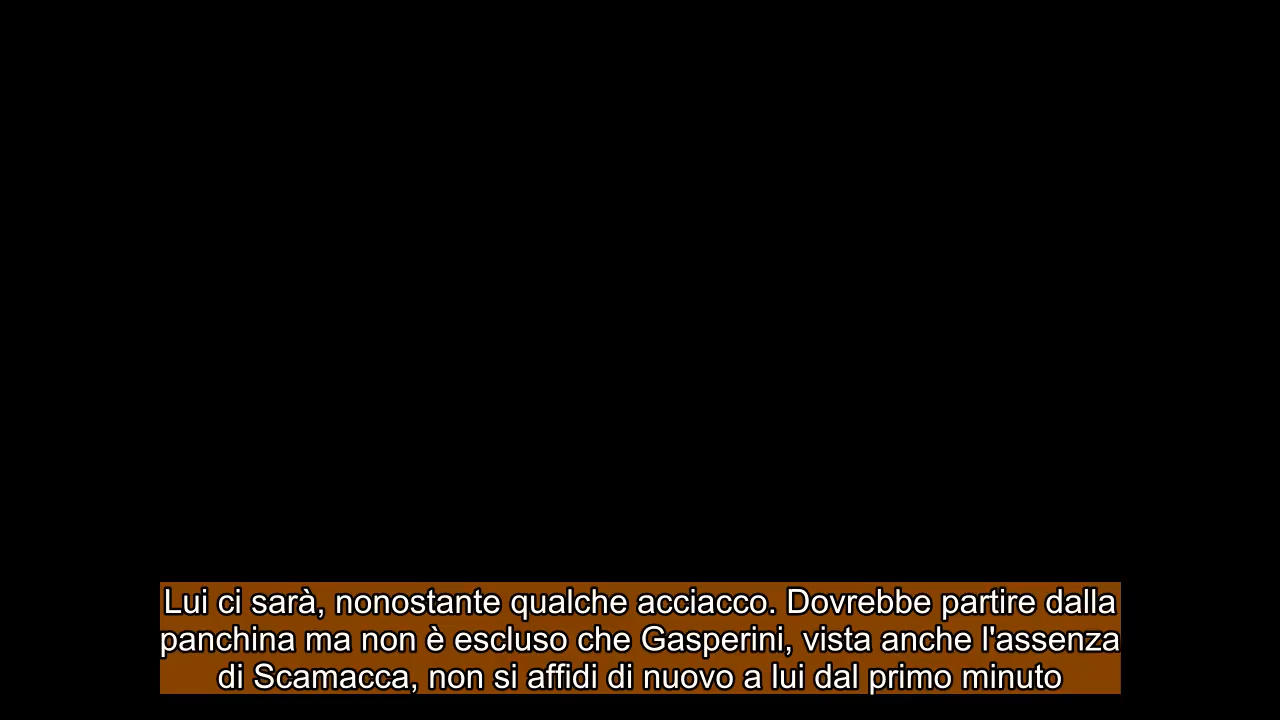 Lui ci sarà, nonostante qualche acciacco. Dovrebbe partire dalla
panchina ma non è escluso che Gasperini, vista anche l'assenza
di Scamacca, non si affidi di nuovo a lui dal primo minuto